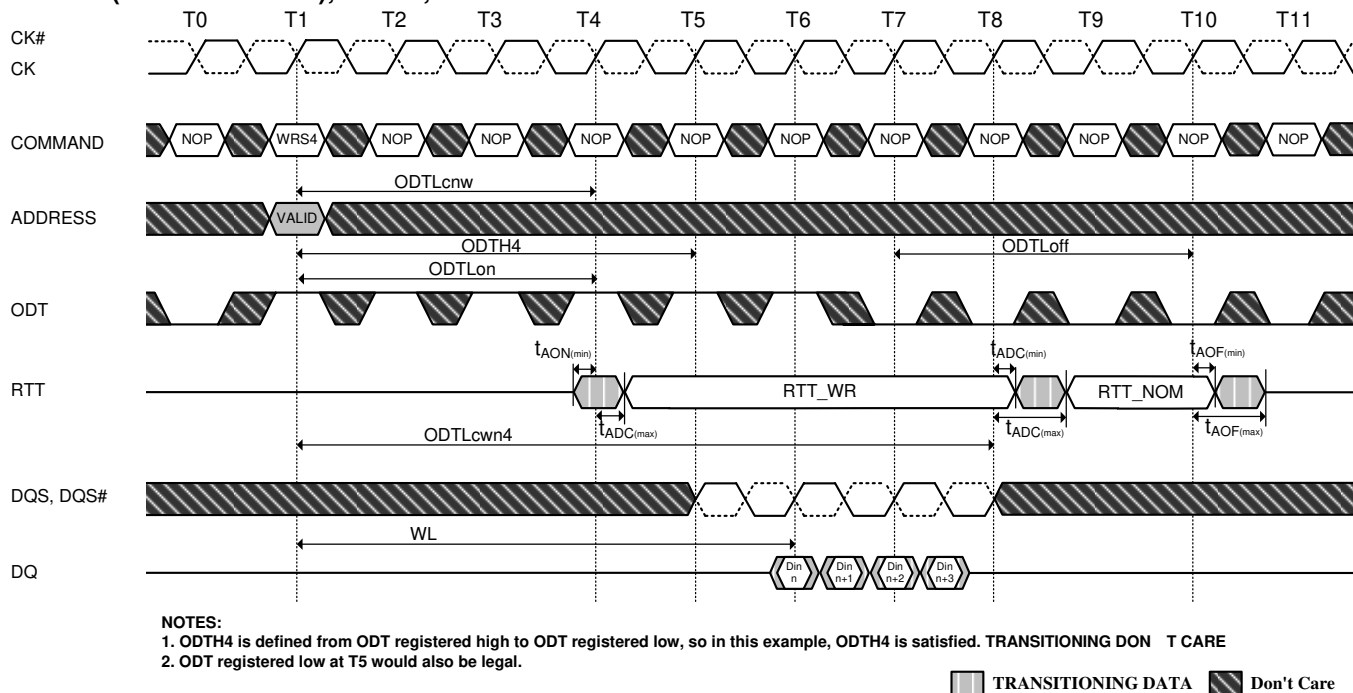 T0 T1 T2 T3 T4 T5 T6 T7 T8 T9 T10 T11
CK#
CK
COMMAND NOP WRS4 NOP NOP NOP NOP NOP NOP NOP NOP NOP NOP
ODTLcnw
ADDRESS VALID
ODTH4 ODTLoff
ODTLon
ODT
tAON(min) tADC(min) tAOF(min)
RTT RTT_WR RTT_NOM
tADC(max) tADC(max) tAOF(max)
ODTLcwn4
DQS, DQS#
WL
DQ Din n Din n+1 Din n+2 Din n+3
NOTES:
1. ODTH4 is defined from ODT registered high to ODT registered low, so in this example, ODTH4 is satisfied. TRANSITIONING DON T CARE
2. ODT registered low at T5 would also be legal.
TRANSITIONING DATA Don't Care